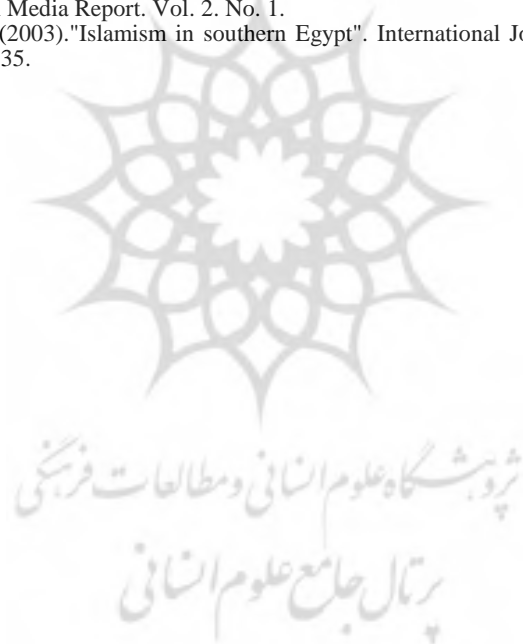 Media Report. Vol. 2. No. 1.
(2003)."Islamism in southern Egypt". International Jo
35.
پژوهشگاه علوم انسانی و مطالعات فرهنگی
پرتال جامع علوم انسانی